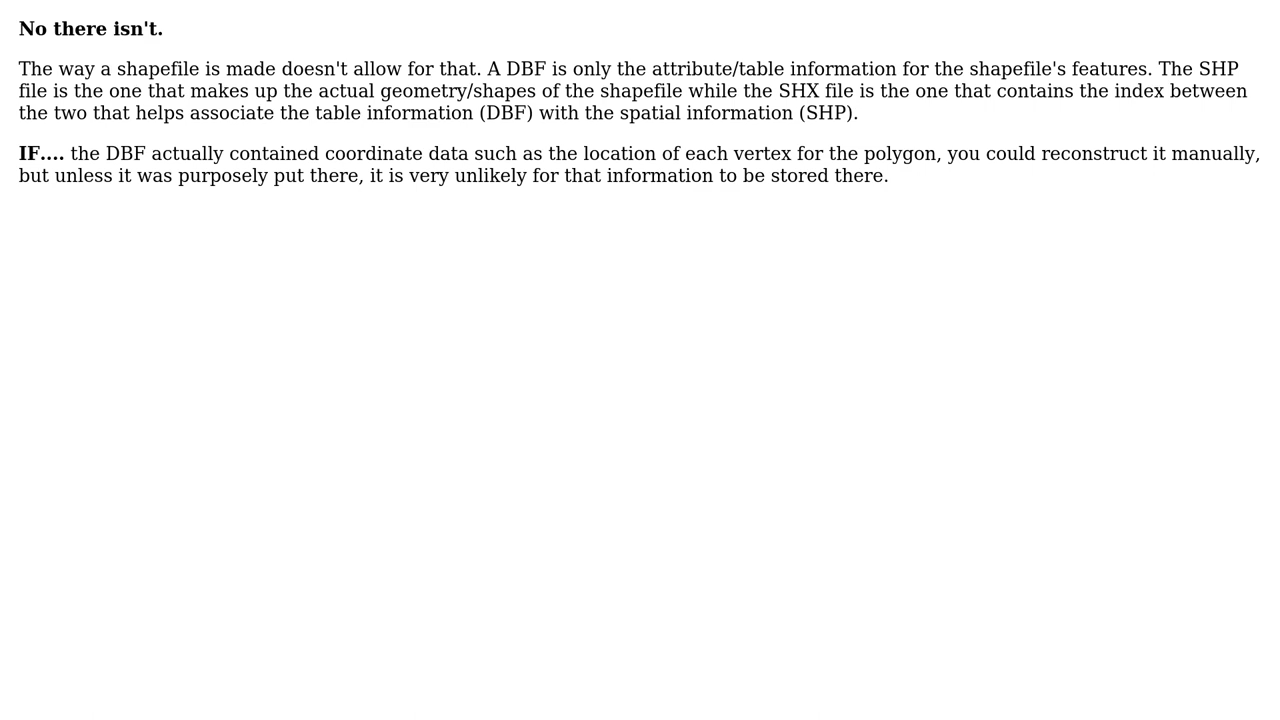 No there isn't.
The way a shapefile is made doesn't allow for that. A DBF is only the attribute/table information for the shapefile's features. The SHP
file is the one that makes up the actual geometry/shapes of the shapefile while the SHX file is the one that contains the index between
the two that helps associate the table information (DBF) with the spatial information (SHP).
IF.... the DBF actually contained coordinate data such as the location of each vertex for the polygon, you could reconstruct it manually,
but unless it was purposely put there, it is very unlikely for that information to be stored there.